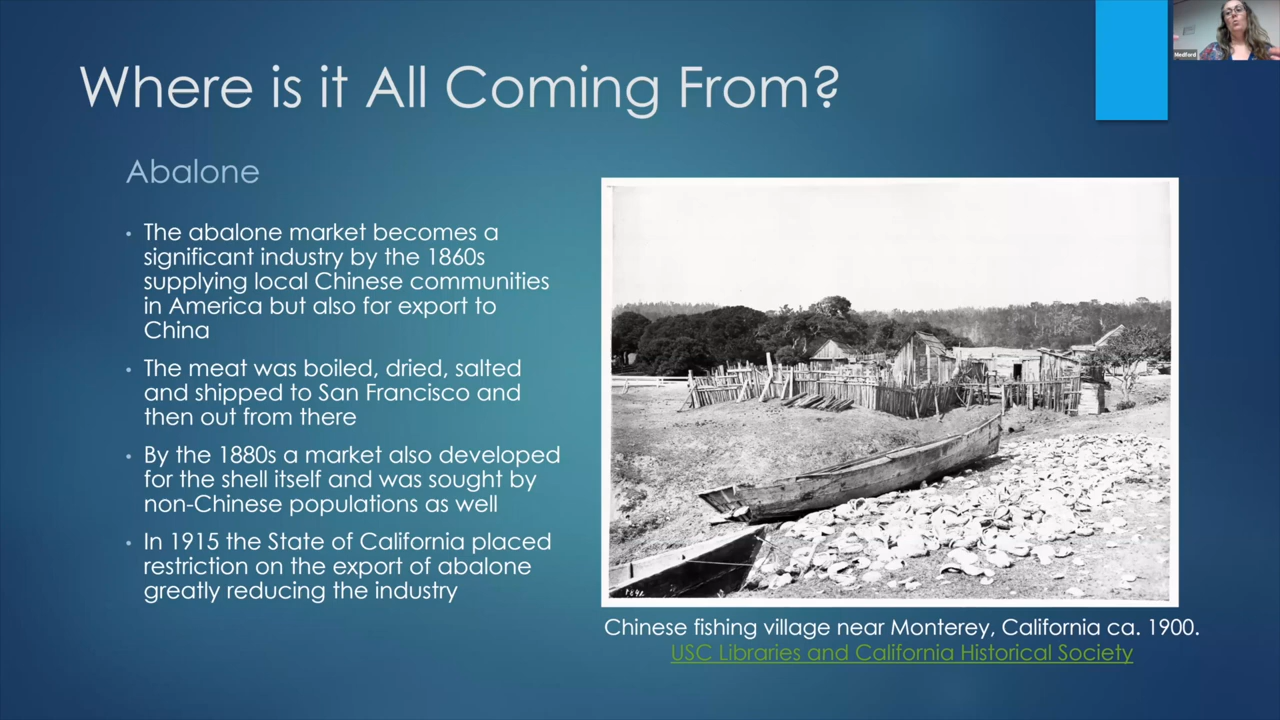 Medford
Where is it All Coming From?
Abalone
• The abalone market becomes a
significant industry by the 1860s
supplying local Chinese communities
in America but also for export to
China
• The meat was boiled, dried, salted
and shipped to San Francisco and
then out from there
• By the 1880s a market also developed
for the shell itself and was sought by
non-Chinese populations as well
• In 1915 the State of California placed
restriction on the export of abalone
greatly reducing the industry
Chinese fishing village near Monterey, California ca. 1900.
USC Libraries and California Historical Society